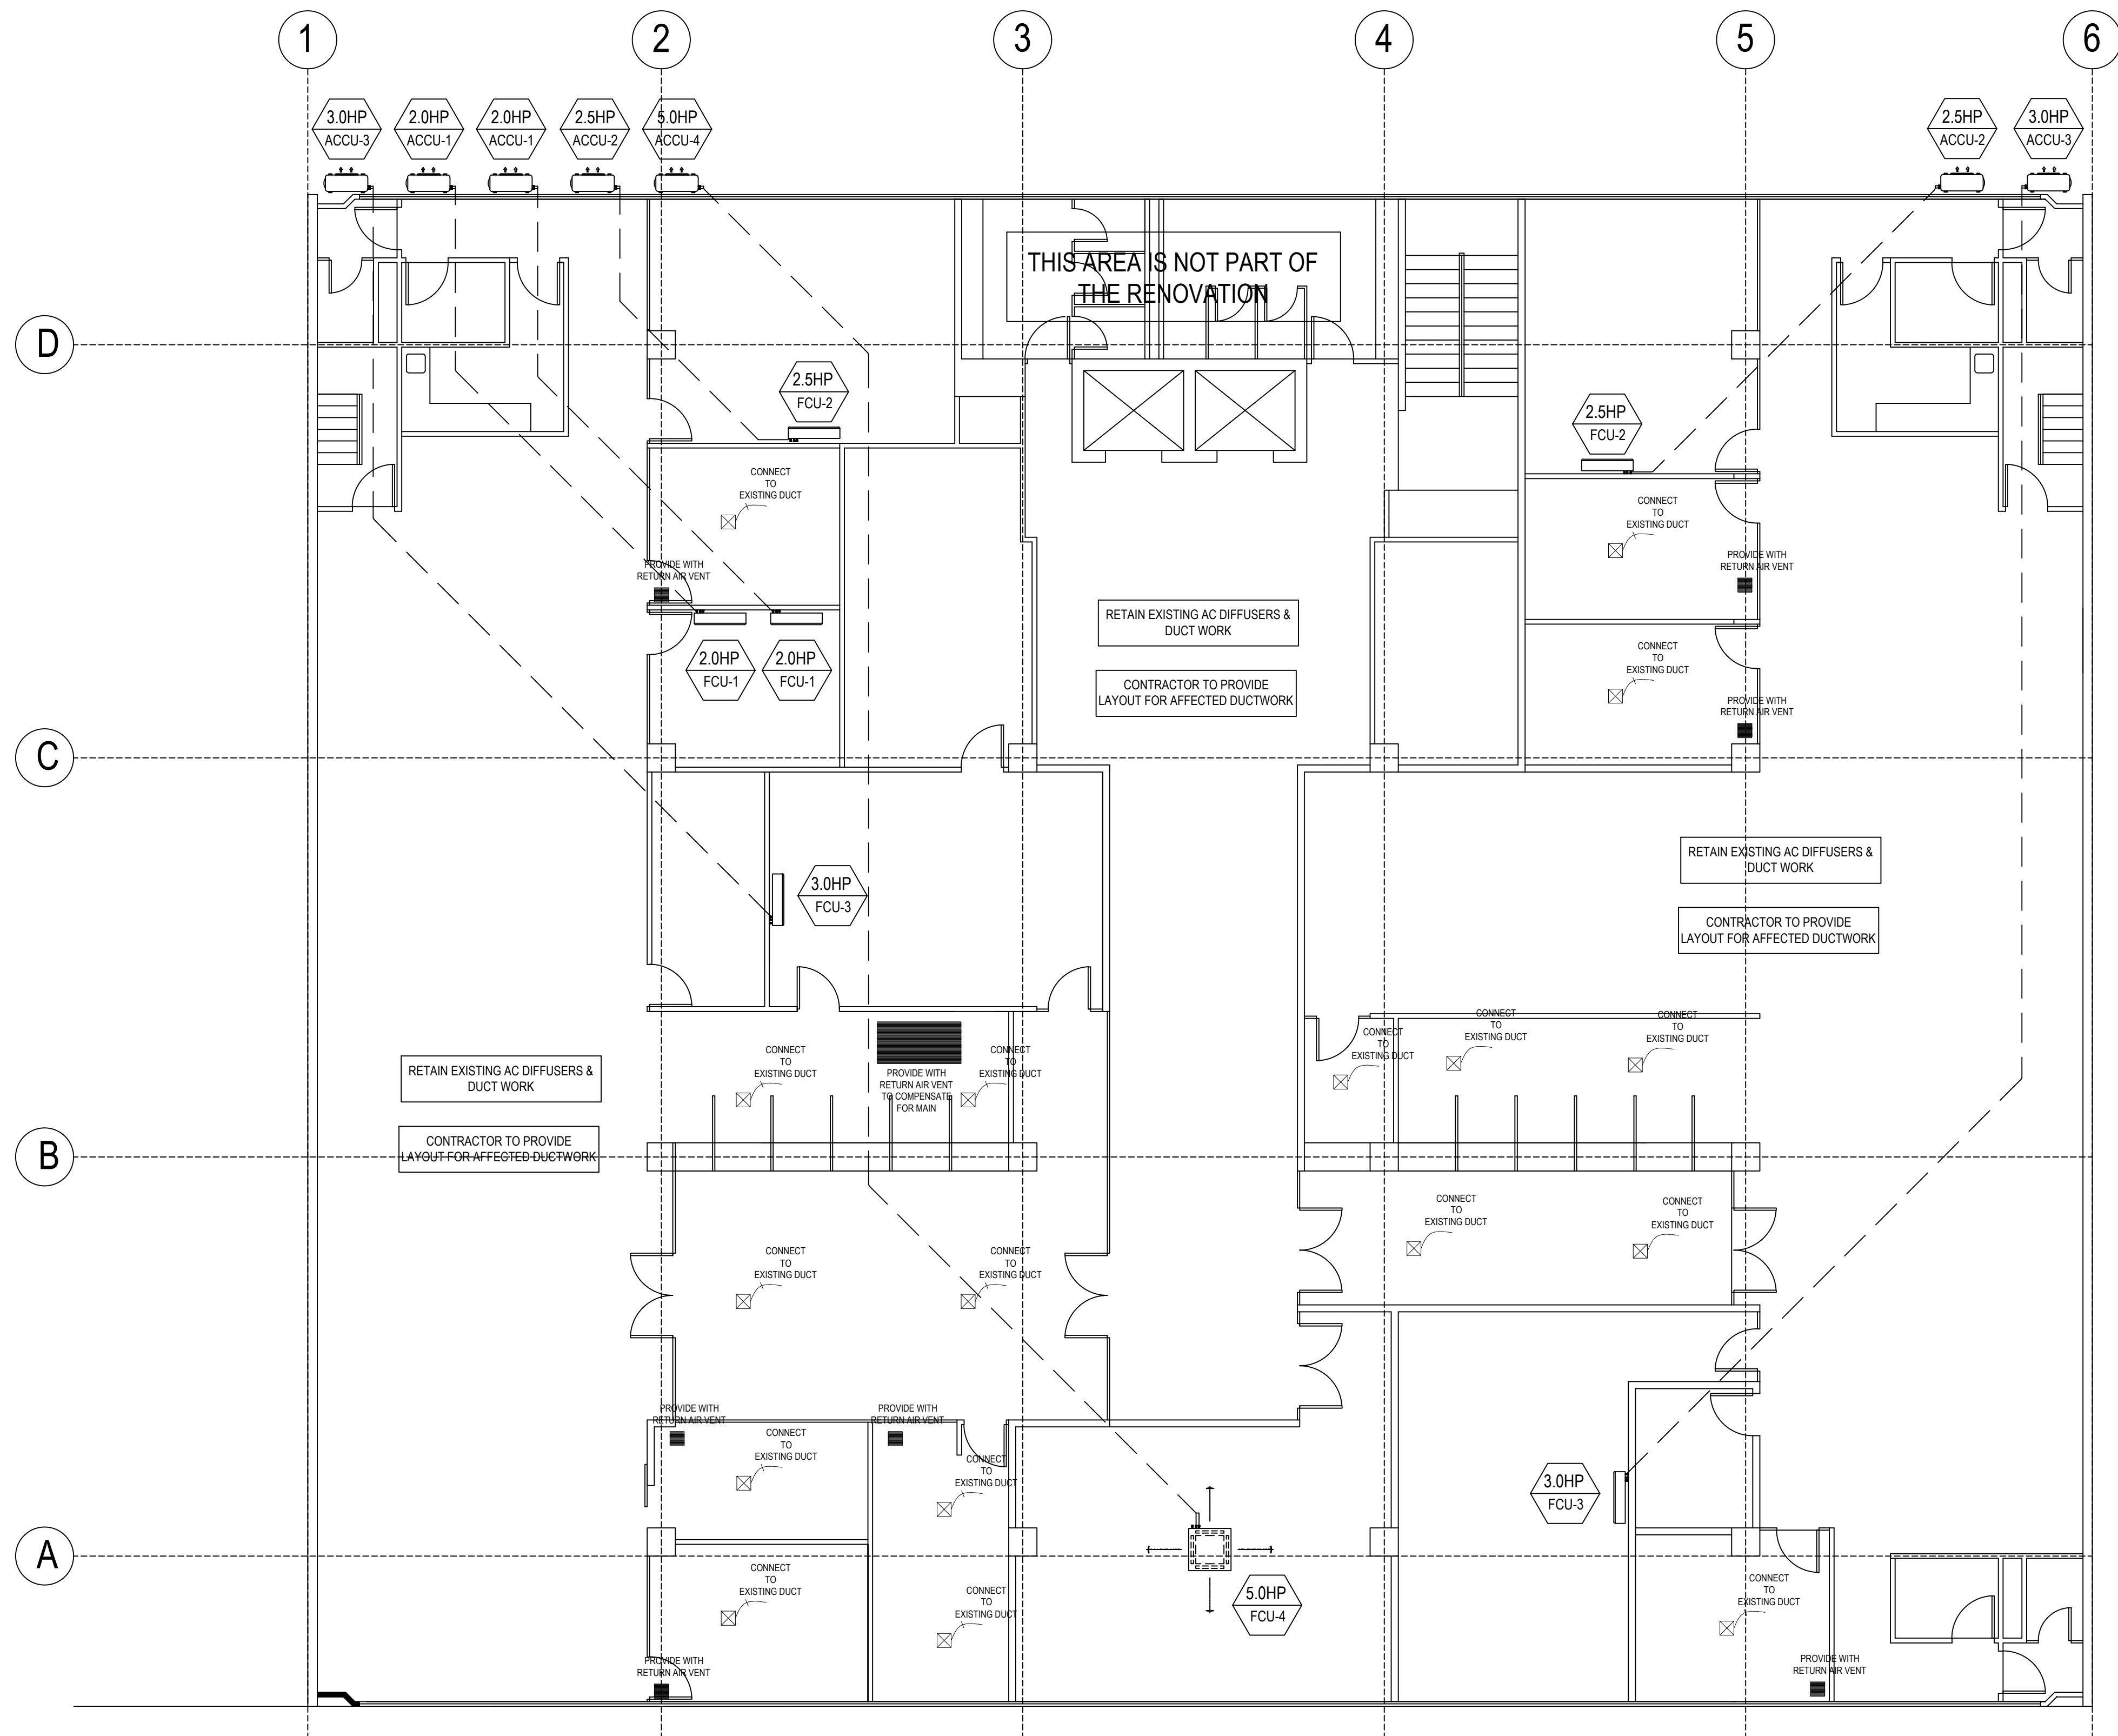 1
2
3
4
5
6
3.0HP
ACCU-3
2.0HP
ACCU-1
2.0HP
ACCU-1
2.5HP
ACCU-2
5.0HP
ACCU-4
2.5HP
ACCU-2
3.0HP
ACCU-3
THIS AREA IS NOT PART OF
THE RENOVATION
D
2.5HP
FCU-2
2.5HP
FCU-2
CONNECT
TO
EXISTING DUCT
CONNECT
TO
EXISTING DUCT
PROVIDE WITH
RETURN AIR VENT
PROVIDE WITH
RETURN AIR VENT
RETAIN EXISTING AC DIFFUSERS &
DUCT WORK
2.0HP
FCU-1
2.0HP
FCU-1
CONNECT
TO
EXISTING DUCT
CONTRACTOR TO PROVIDE
LAYOUT FOR AFFECTED DUCTWORK
PROVIDE WITH
RETURN AIR VENT
C
RETAIN EXISTING AC DIFFUSERS &
DUCT WORK
3.0HP
FCU-3
CONTRACTOR TO PROVIDE
LAYOUT FOR AFFECTED DUCTWORK
CONNECT
TO
EXISTING DUCT
CONNECT
TO
EXISTING DUCT
CONNECT
TO
EXISTING DUCT
RETAIN EXISTING AC DIFFUSERS &
DUCT WORK
CONNECT
TO
EXISTING DUCT
PROVIDE WITH
RETURN AIR VENT
TO COMPENSATE
FOR MAIN
CONNECT
TO
EXISTING DUCT
B
CONTRACTOR TO PROVIDE
LAYOUT FOR AFFECTED DUCTWORK
CONNECT
TO
EXISTING DUCT
CONNECT
TO
EXISTING DUCT
CONNECT
TO
EXISTING DUCT
CONNECT
TO
EXISTING DUCT
PROVIDE WITH
RETURN AIR VENT
PROVIDE WITH
RETURN AIR VENT
CONNECT
TO
EXISTING DUCT
CONNECT
TO
EXISTING DUCT
3.0HP
FCU-3
A
CONNECT
TO
EXISTING DUCT
CONNECT
TO
EXISTING DUCT
5.0HP
FCU-4
CONNECT
TO
EXISTING DUCT
PROVIDE WITH
RETURN AIR VENT
PROVIDE WITH
RETURN AIR VENT